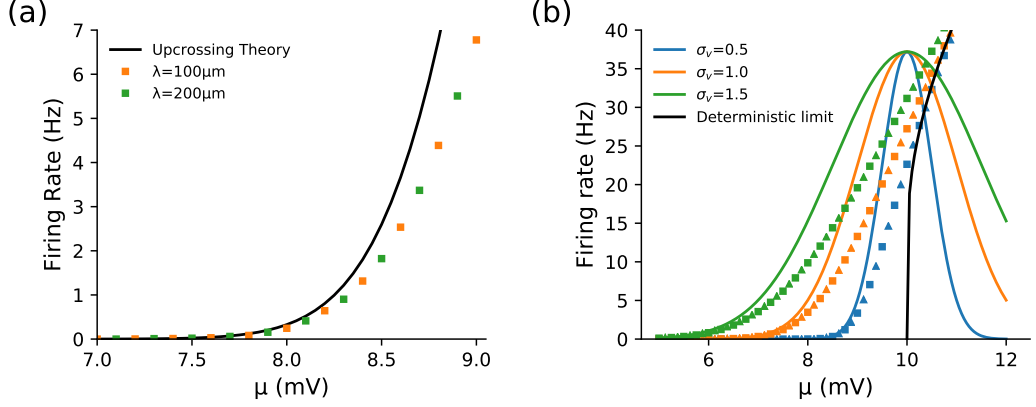 (a)
Firing Rate (Hz)
7
6
5
4
3
2
1
0
Upcrossing Theory
λ=100μm
λ=200μm
7.0 7.5 8.0 8.5 9.0
μ (mV)
(b)
Firing rate (Hz)
40
35
30
25
20
15
10
5
0
σᵥ=0.5
σᵥ=1.0
σᵥ=1.5
Deterministic limit
6 8 10 12
μ (mV)